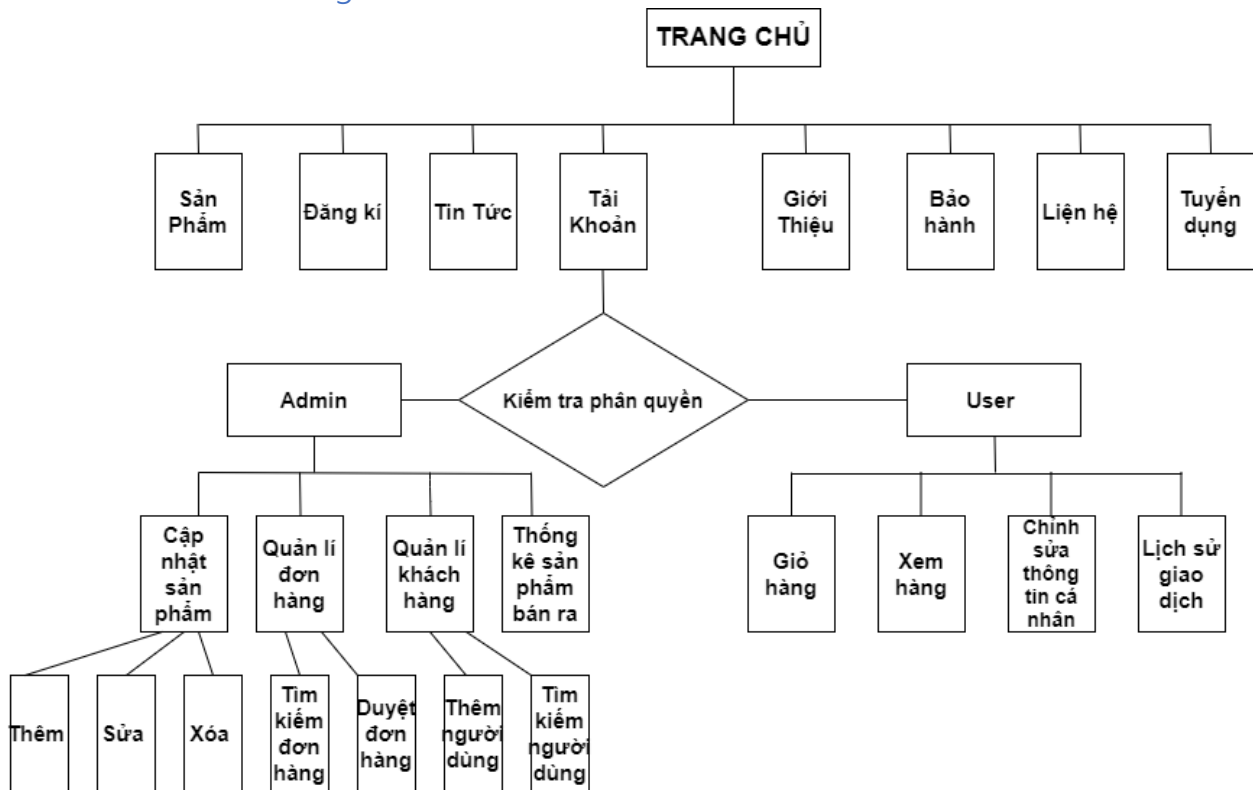 g
TRANG CHỦ
Sản
Phẩm
Đăng kí
Tin Tức
Tải
Khoản
Giới
Thiệu
Bảo
hành
Liện hệ
Tuyển
dụng
Admin
Kiểm tra phân quyền
User
Cập
nhật
sản
phẩm
Quản lí
đơn
hàng
Quản lí
khách
hàng
Thống
kê sản
phẩm
bán ra
Giỏ
hàng
Xem
hàng
Chỉnh
sửa
thông
tin cá
nhân
Lịch sử
giao
dịch
Thêm
Sửa
Xóa
Tìm
kiếm
đơn
hàng
Duyệt
đơn
hàng
Thêm
người
dùng
Tìm
kiếm
người
dùng